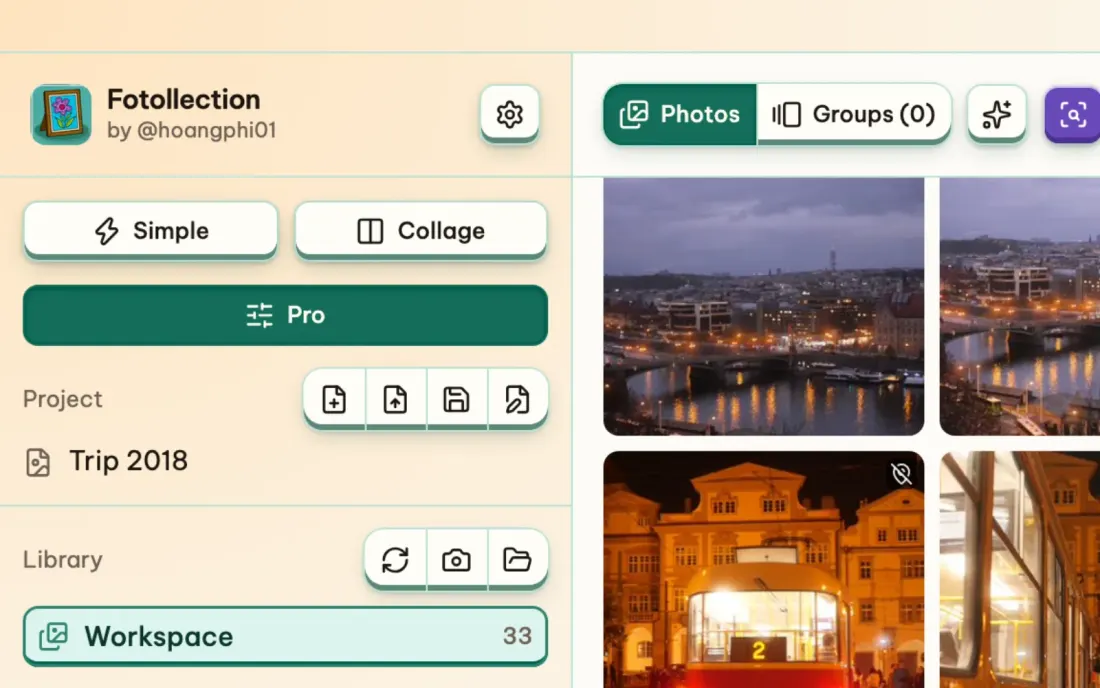 Fotollection
by @hoangphi01
Photos
Groups (0)
Simple
Collage
Pro
Project
Trip 2018
Library
Workspace
33
2